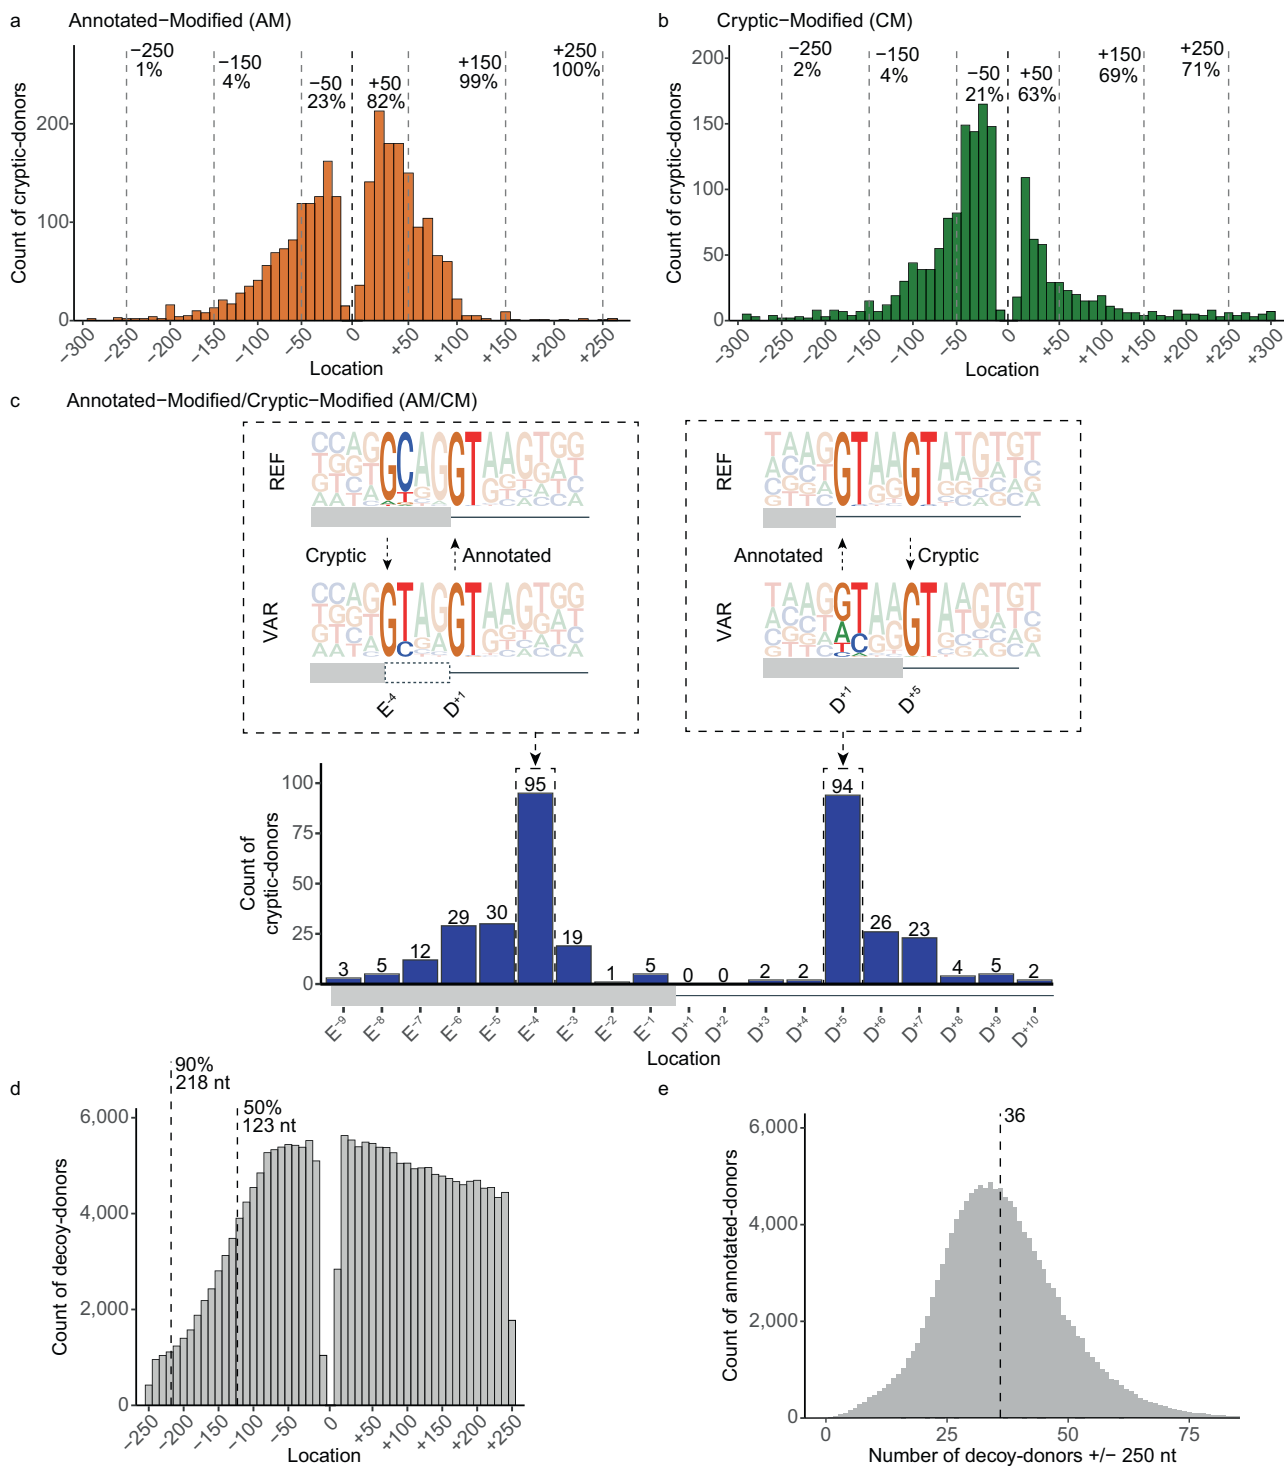 a Annotated−Modified (AM)
−250
1%
−150
4%
−50
23%
+50
82%
+150
99%
+250
100%
Count of cryptic-donors
200
100
0
−300 −250 −200 −150 −100 −50 0 +50 +100 +150 +200 +250
Location
b Cryptic−Modified (CM)
−250
2%
−150
4%
−50
21%
+50
63%
+150
69%
+250
71%
Count of cryptic-donors
200
150
100
50
0
−300 −250 −200 −150 −100 −50 0 +50 +100 +150 +200 +250 +300
Location
c Annotated−Modified/Cryptic−Modified (AM/CM)
REF
Cryptic
Annotated
VAR
E-4 D+1
REF
Annotated
Cryptic
VAR
D+1 D+5
Count of
cryptic-donors
100
75
50
25
0
3 5 12 29 30 95 19 1 5 0 0 2 2 94 26 23 4 5 2
E-9 E-8 E-7 E-6 E-5 E-4 E-3 E-2 E-1 D+1 D+2 D+3 D+4 D+5 D+6 D+7 D+8 D+9 D+10
Location
d
90%
218 nt
50%
123 nt
Count of decoy-donors
6,000
4,000
2,000
0
−250 −200 −150 −100 −50 0 +50 +100 +150 +200 +250
Location
e
36
Count of annotated-donors
6,000
4,000
2,000
0
0 25 50 75
Number of decoy-donors +/− 250 nt